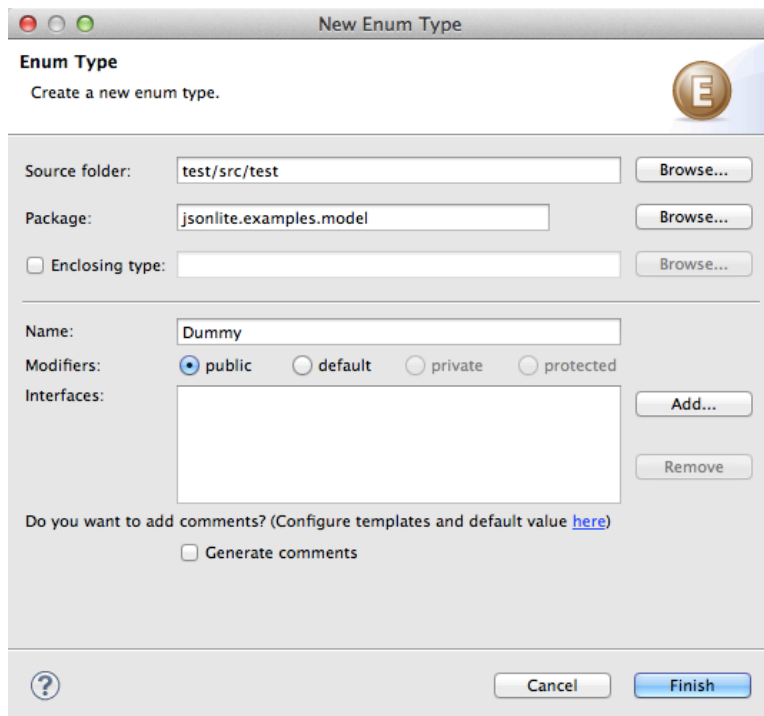 New Enum Type
Enum Type
Create a new enum type.
E
Source folder: test/src/test Browse...
Package: jsonlite.examples.model Browse...
Enclosing type: Browse...
Name: Dummy
Modifiers: public default private protected
Interfaces:
Add...
Remove
Do you want to add comments? (Configure templates and default value here)
Generate comments
? Cancel Finish